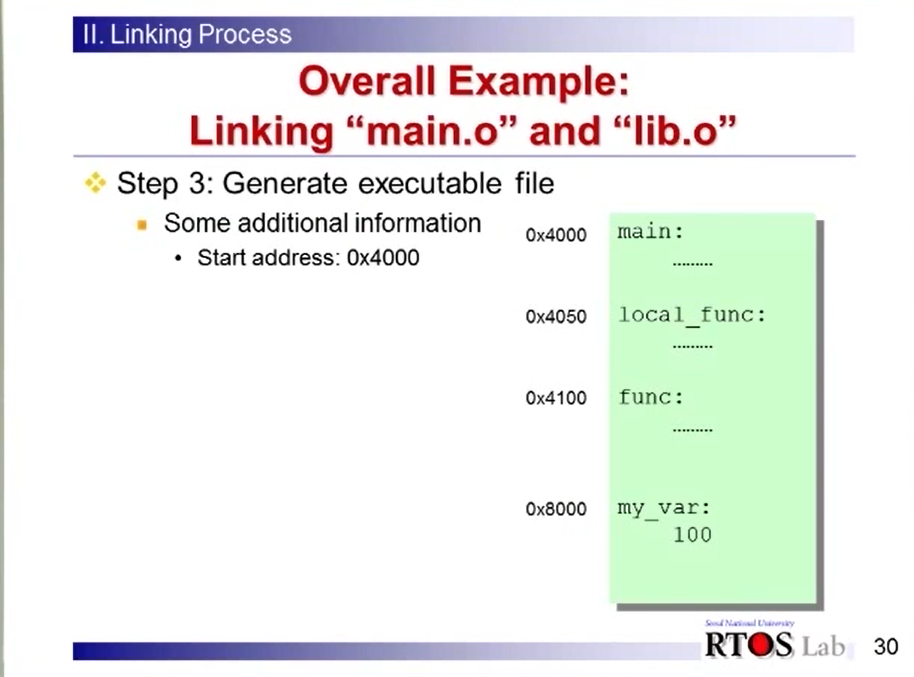 II. Linking Process
Overall Example:
Linking “main.o” and “lib.o”
Step 3: Generate executable file
Some additional information
• Start address: 0x4000
0x4000 main:
.........
0x4050 local_func:
.........
0x4100 func:
.........
0x8000 my_var:
100
Seoul National University
RTOS Lab
30